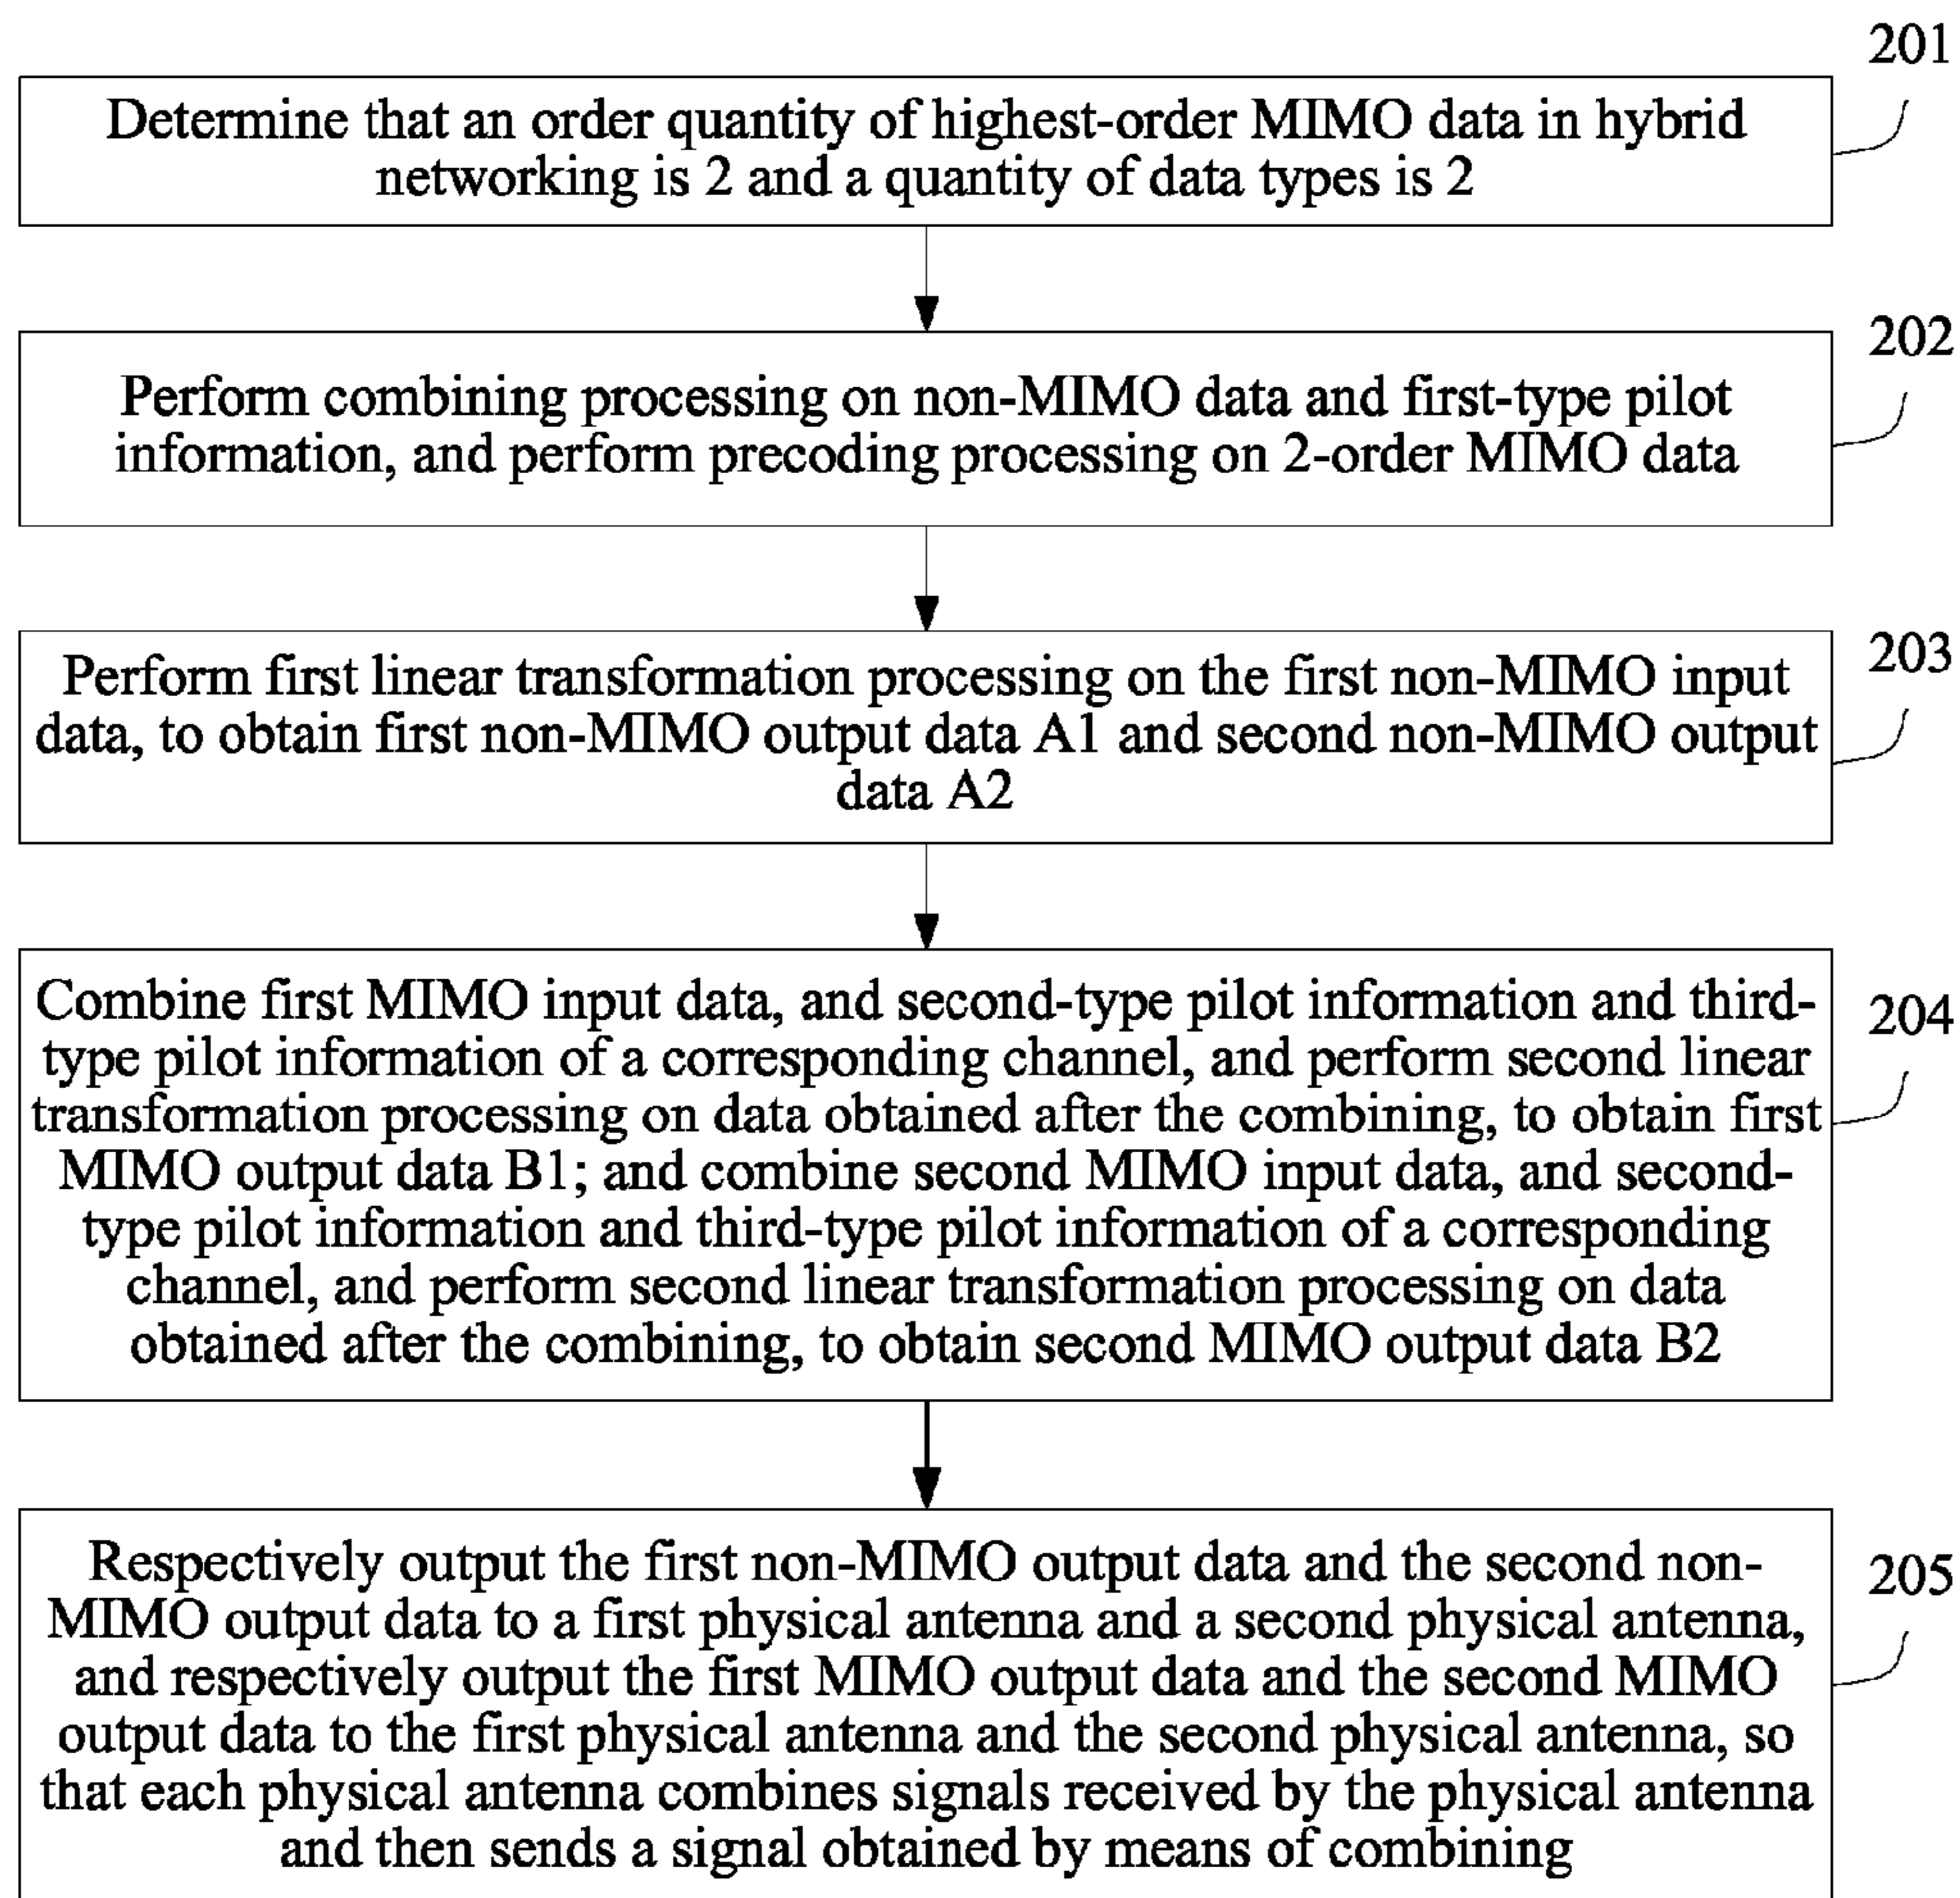 201
Determine that an order quantity of highest-order MIMO data in hybrid
networking is 2 and a quantity of data types is 2
202
Perform combining processing on non-MIMO data and first-type pilot
information, and perform precoding processing on 2-order MIMO data
203
Perform first linear transformation processing on the first non-MIMO input
data, to obtain first non-MIMO output data A1 and second non-MIMO output
data A2
204
Combine first MIMO input data, and second-type pilot information and third-
type pilot information of a corresponding channel, and perform second linear
transformation processing on data obtained after the combining, to obtain first
MIMO output data B1; and combine second MIMO input data, and second-
type pilot information and third-type pilot information of a corresponding
channel, and perform second linear transformation processing on data
obtained after the combining, to obtain second MIMO output data B2
205
Respectively output the first non-MIMO output data and the second non-
MIMO output data to a first physical antenna and a second physical antenna,
and respectively output the first MIMO output data and the second MIMO
output data to the first physical antenna and the second physical antenna, so
that each physical antenna combines signals received by the physical antenna
and then sends a signal obtained by means of combining